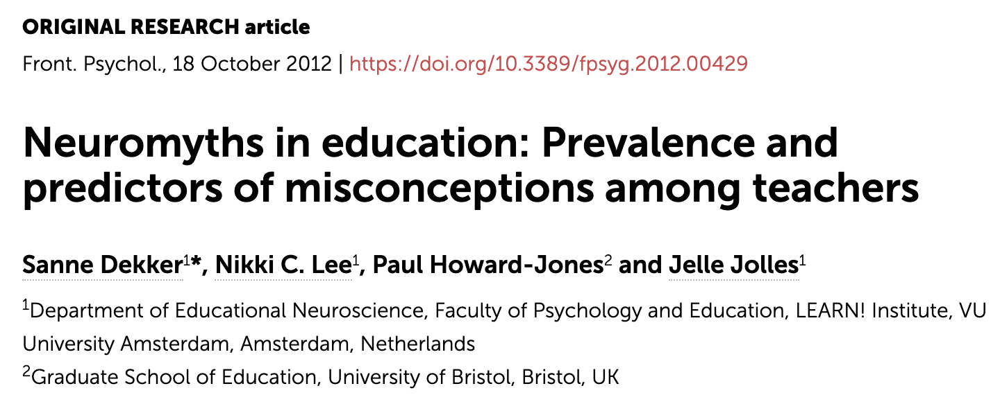 ORIGINAL RESEARCH article
Front. Psychol., 18 October 2012 | https://doi.org/10.3389/fpsyg.2012.00429
Neuromyths in education: Prevalence and
predictors of misconceptions among teachers
Sanne Dekker1*, Nikki C. Lee1, Paul Howard-Jones2 and Jelle Jolles1
1Department of Educational Neuroscience, Faculty of Psychology and Education, LEARN! Institute, VU
University Amsterdam, Amsterdam, Netherlands
2Graduate School of Education, University of Bristol, Bristol, UK